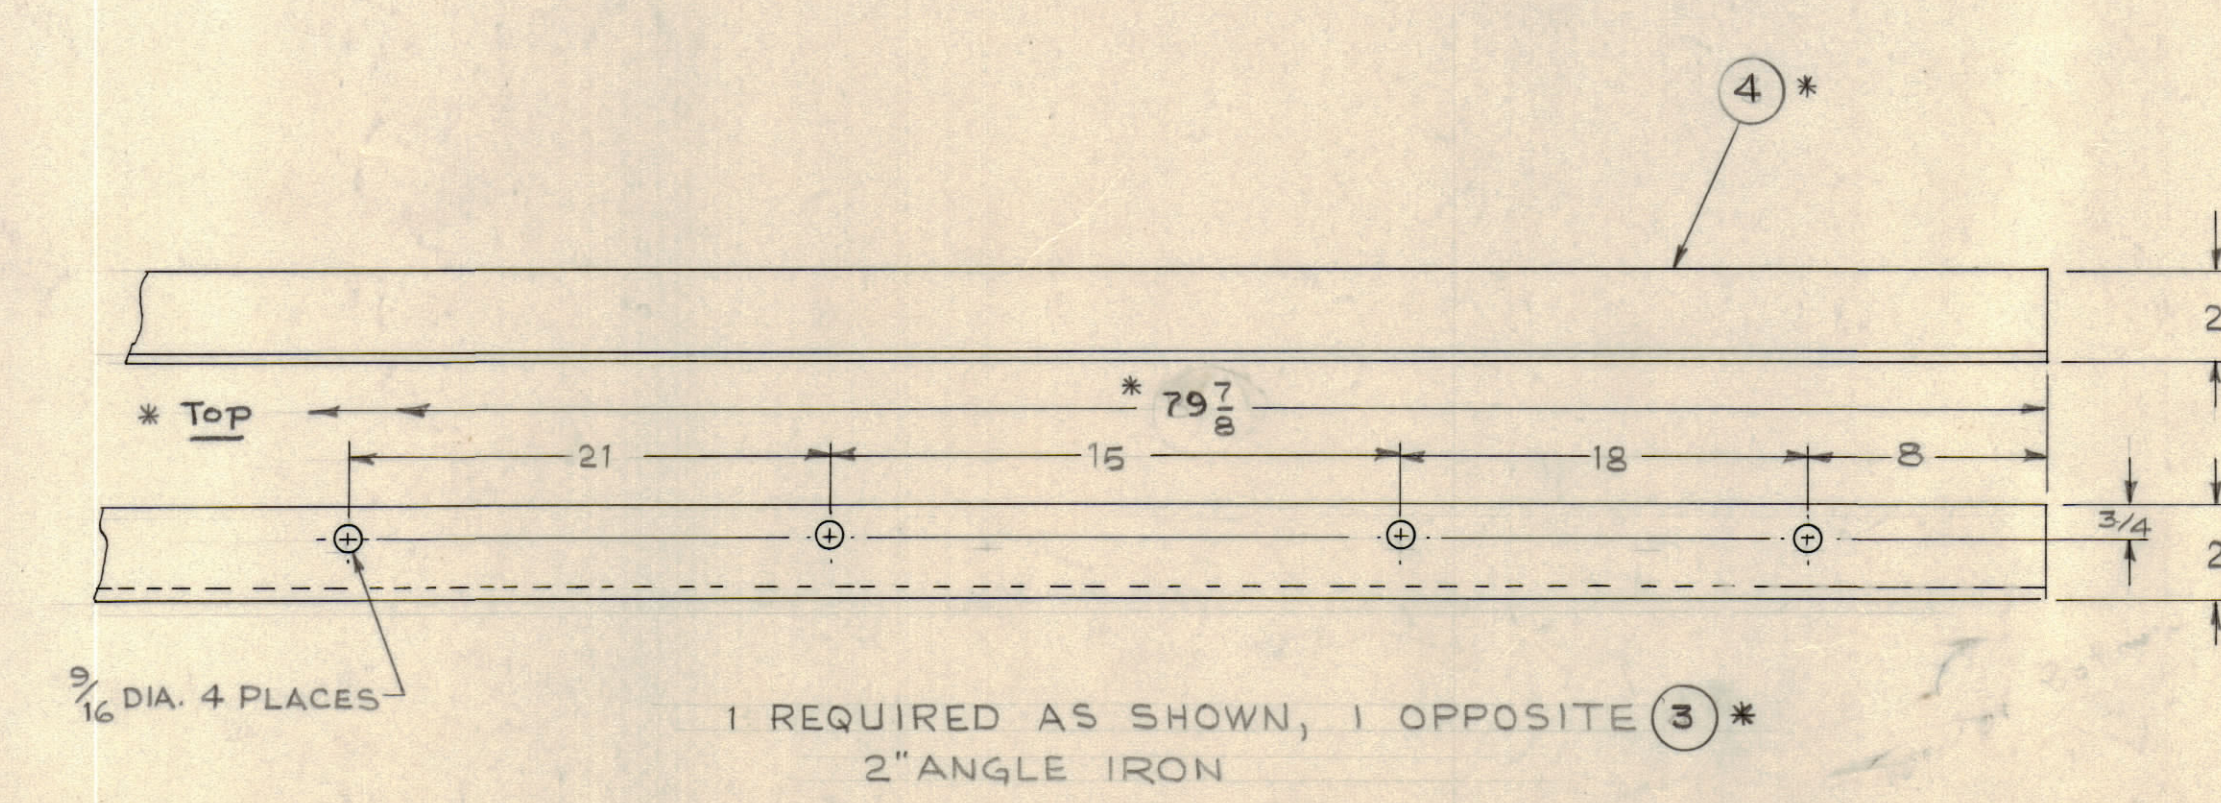 4 *
2
* Top
* 79 7/8
21 15 18 8
3/4
2
9/16 DIA. 4 PLACES
1 REQUIRED AS SHOWN, 1 OPPOSITE 3 *
2" ANGLE IRON